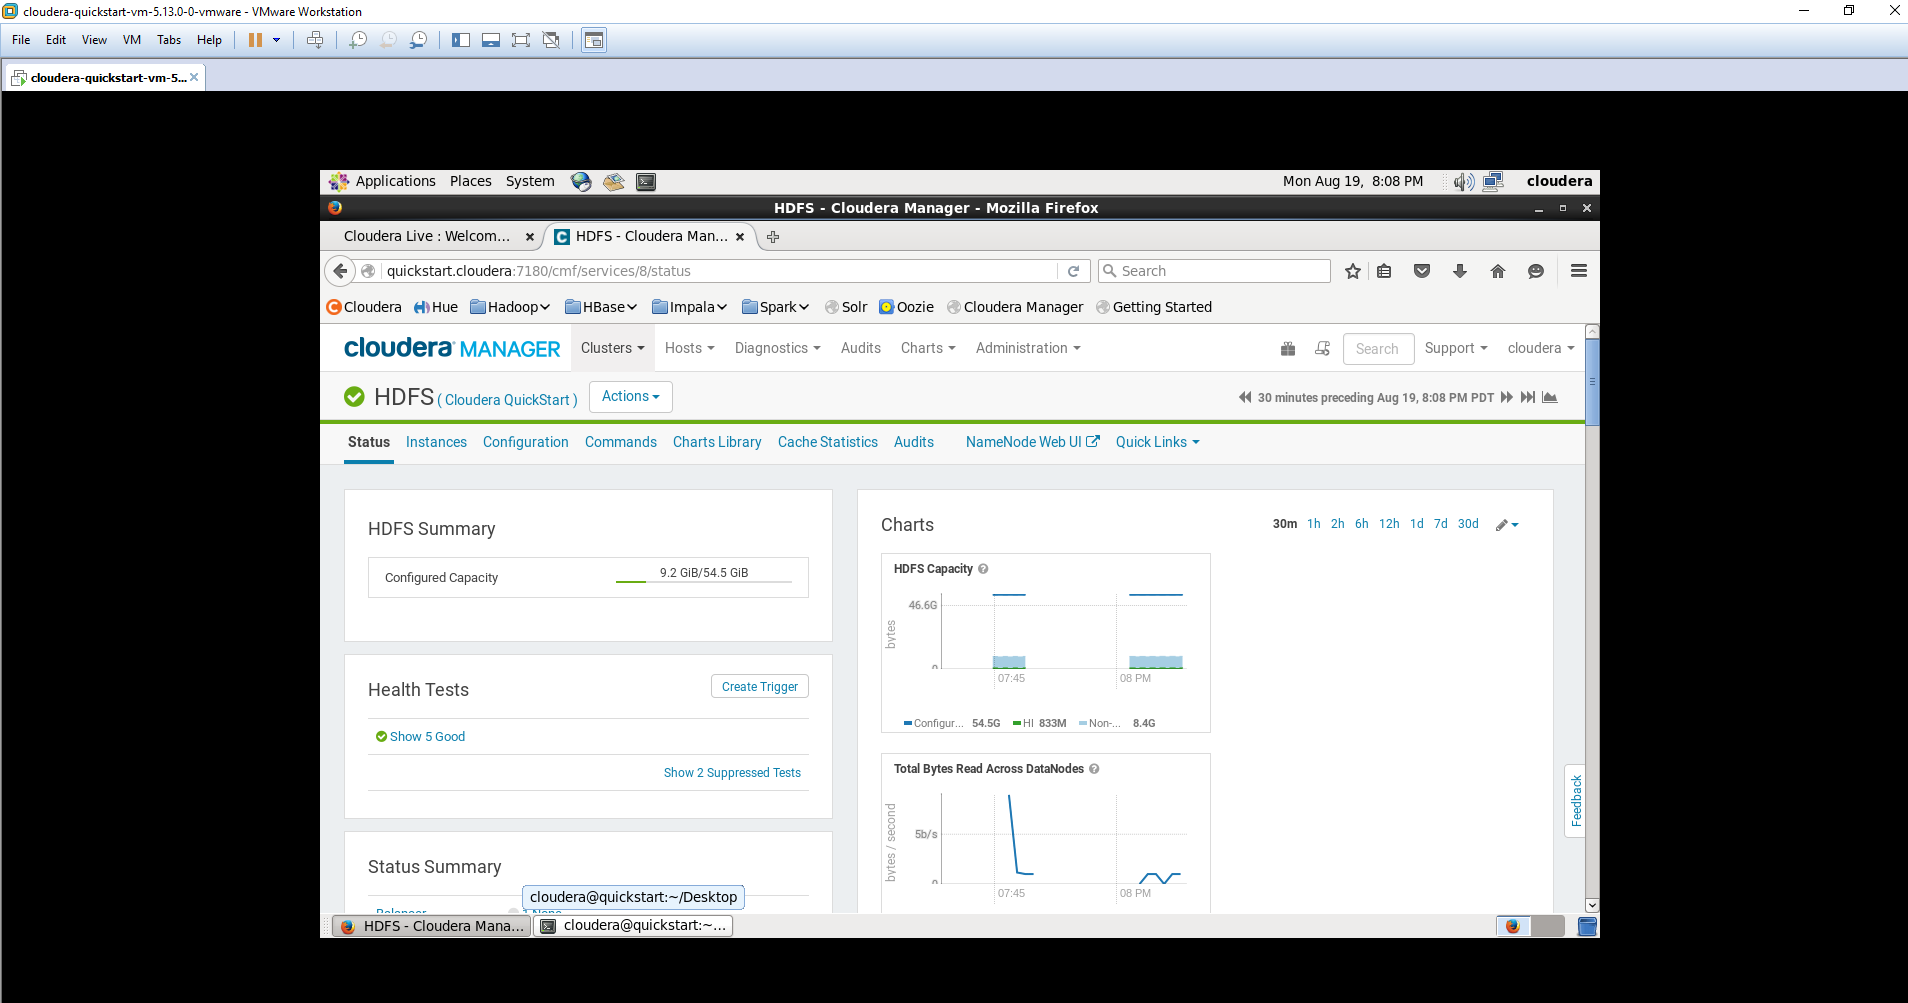 cloudera-quickstart-vm-5.13.0-0-vmware - VMware Workstation
File Edit View VM Tabs Help
cloudera-quickstart-vm-5...
Applications Places System Mon Aug 19, 8:08 PM cloudera
HDFS - Cloudera Manager - Mozilla Firefox
Cloudera Live : Welcom... HDFS - Cloudera Man...
quickstart.cloudera:7180/cmf/services/8/status Search
Cloudera Hue Hadoop HBase Impala Spark Solr Oozie Cloudera Manager Getting Started
cloudera MANAGER Clusters Hosts Diagnostics Audits Charts Administration Search Support cloudera
HDFS ( Cloudera QuickStart ) Actions 30 minutes preceding Aug 19, 8:08 PM PDT
Status Instances Configuration Commands Charts Library Cache Statistics Audits NameNode Web UI Quick Links
HDFS Summary
Configured Capacity 9.2 GiB/54.5 GiB
Health Tests Create Trigger
Show 5 Good
Show 2 Suppressed Tests
Status Summary
Balancer 1 None
Charts 30m 1h 2h 6h 12h 1d 7d 30d
HDFS Capacity
bytes
46.6G
0
07:45 08 PM
Configur... 54.5G HI 833M Non-... 8.4G
Total Bytes Read Across DataNodes
bytes / second
5b/s
0
07:45 08 PM
Feedback
cloudera@quickstart:~/Desktop
HDFS - Cloudera Mana... cloudera@quickstart:~...